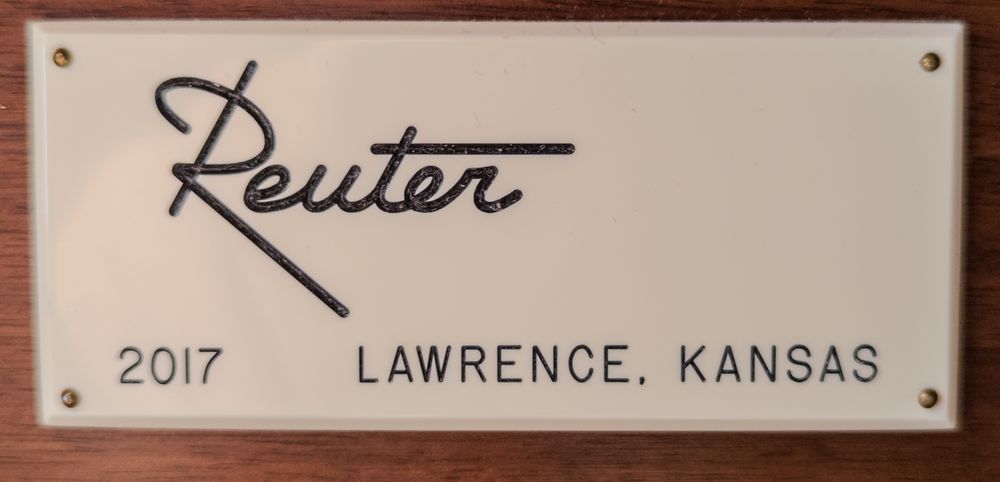 Reuter
2017 LAWRENCE, KANSAS